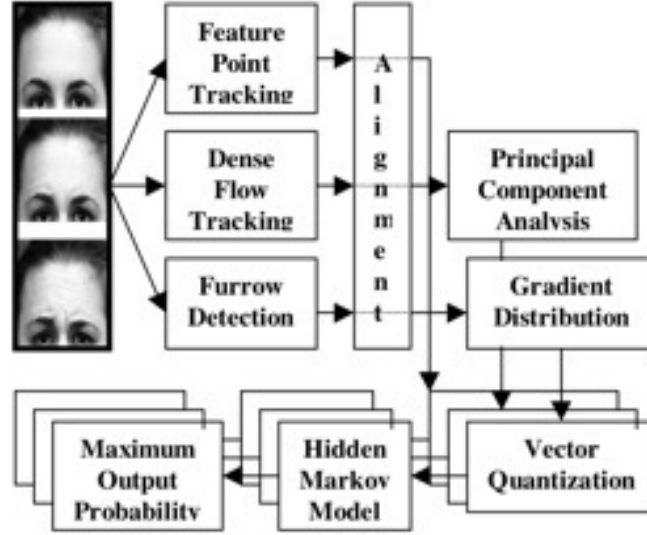 Feature
Point
Tracking
Alignment
Dense
Flow
Tracking
Principal
Component
Analysis
Furrow
Detection
Gradient
Distribution
Maximum
Output
Probability
Hidden
Markov
Model
Vector
Quantization